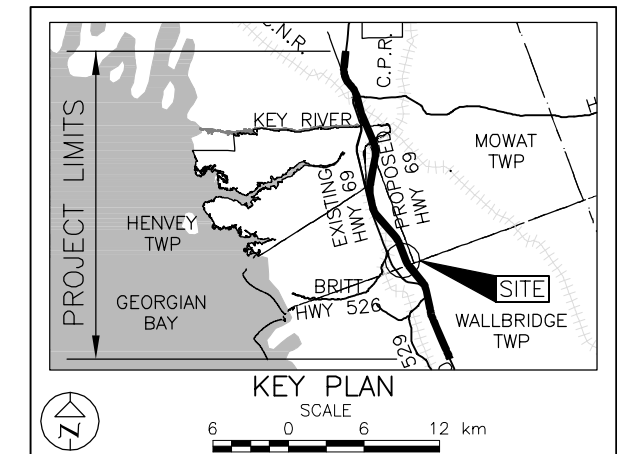 C.N.R.
C.P.R.
PROJECT LIMITS
KEY RIVER
MOWAT
TWP
EXISTING
HWY 69
PROPOSED
HWY 69
HENVEY
TWP
BRITT
HWY 526
SITE
GEORGIAN
BAY
WALLBRIDGE
TWP
529
KEY PLAN
SCALE
N
6 0 6 12 km